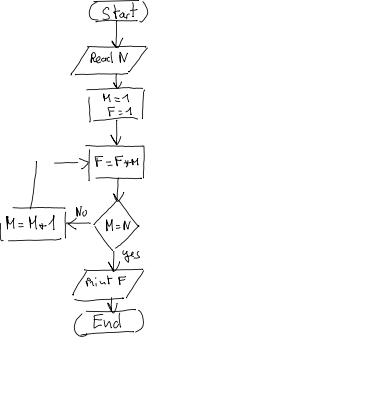 Start
Read N
M=1
F=1
F=F*M
M=N
No
M=M+1
yes
Print F
End